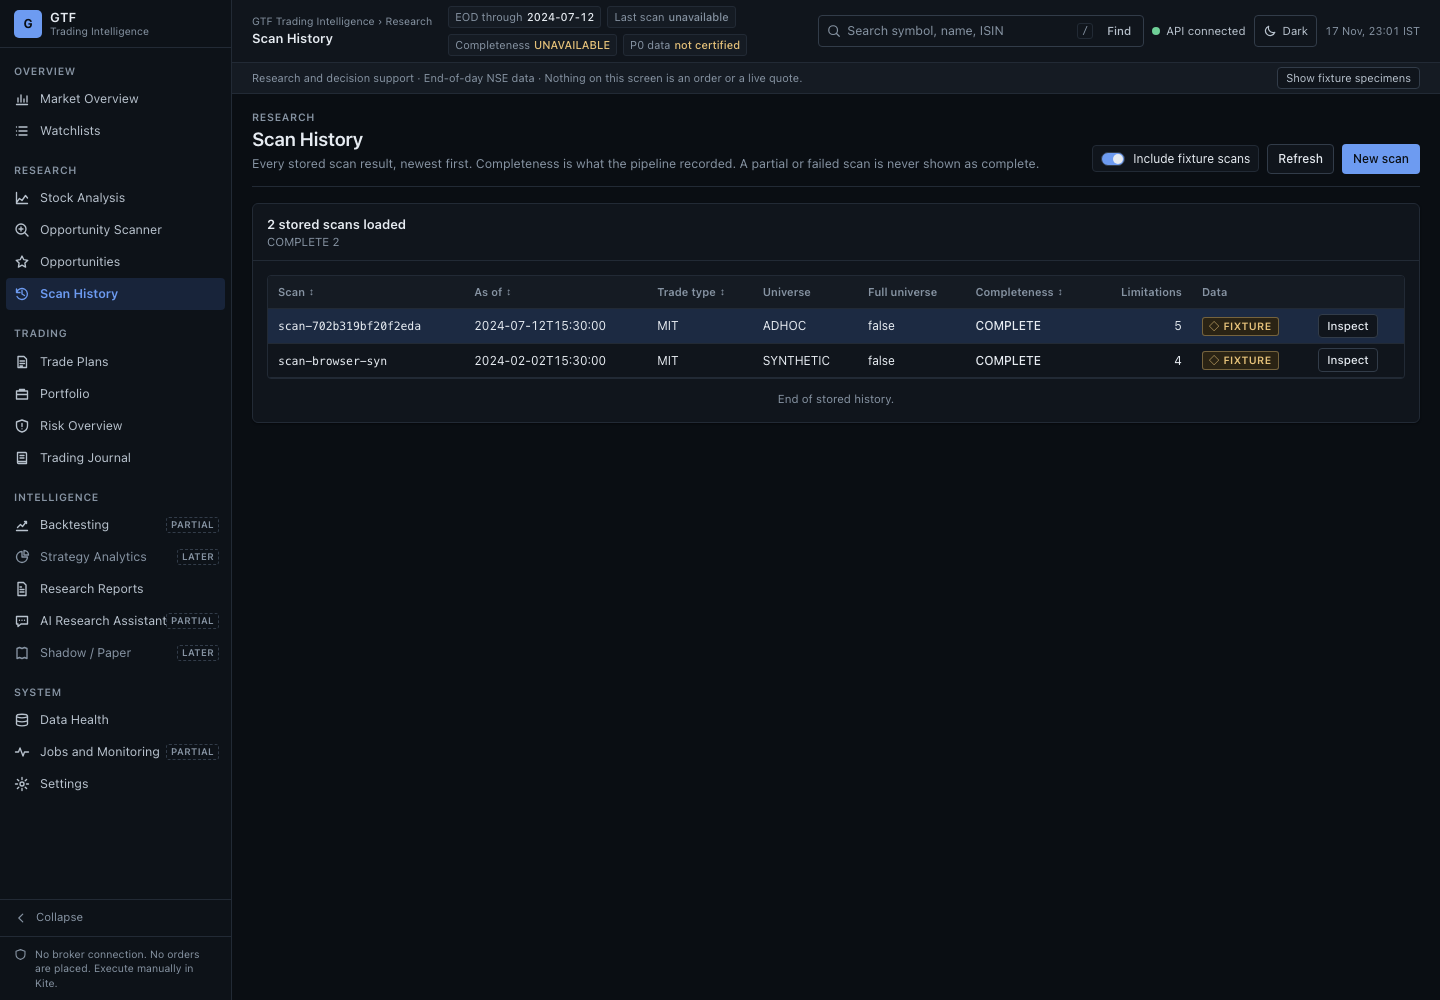 G
GTF
Trading Intelligence
OVERVIEW
Market Overview
Watchlists
RESEARCH
Stock Analysis
Opportunity Scanner
Opportunities
Scan History
TRADING
Trade Plans
Portfolio
Risk Overview
Trading Journal
INTELLIGENCE
Backtesting PARTIAL
Strategy Analytics LATER
Research Reports
AI Research Assistant PARTIAL
Shadow / Paper LATER
SYSTEM
Data Health
Jobs and Monitoring PARTIAL
Settings
Collapse
No broker connection. No orders
are placed. Execute manually in
Kite.
GTF Trading Intelligence › Research
Scan History
EOD through 2024-07-12 Last scan unavailable
Completeness UNAVAILABLE P0 data not certified
Search symbol, name, ISIN / Find
API connected
Dark
17 Nov, 23:01 IST
Research and decision support · End-of-day NSE data · Nothing on this screen is an order or a live quote.
Show fixture specimens
RESEARCH
Scan History
Every stored scan result, newest first. Completeness is what the pipeline recorded. A partial or failed scan is never shown as complete.
Include fixture scans Refresh New scan
2 stored scans loaded
COMPLETE 2
Scan ↕ As of ↕ Trade type ↕ Universe Full universe Completeness ↕ Limitations Data
scan-702b319bf20f2eda 2024-07-12T15:30:00 MIT ADHOC false COMPLETE 5 ◇ FIXTURE Inspect
scan-browser-syn 2024-02-02T15:30:00 MIT SYNTHETIC false COMPLETE 4 ◇ FIXTURE Inspect
End of stored history.